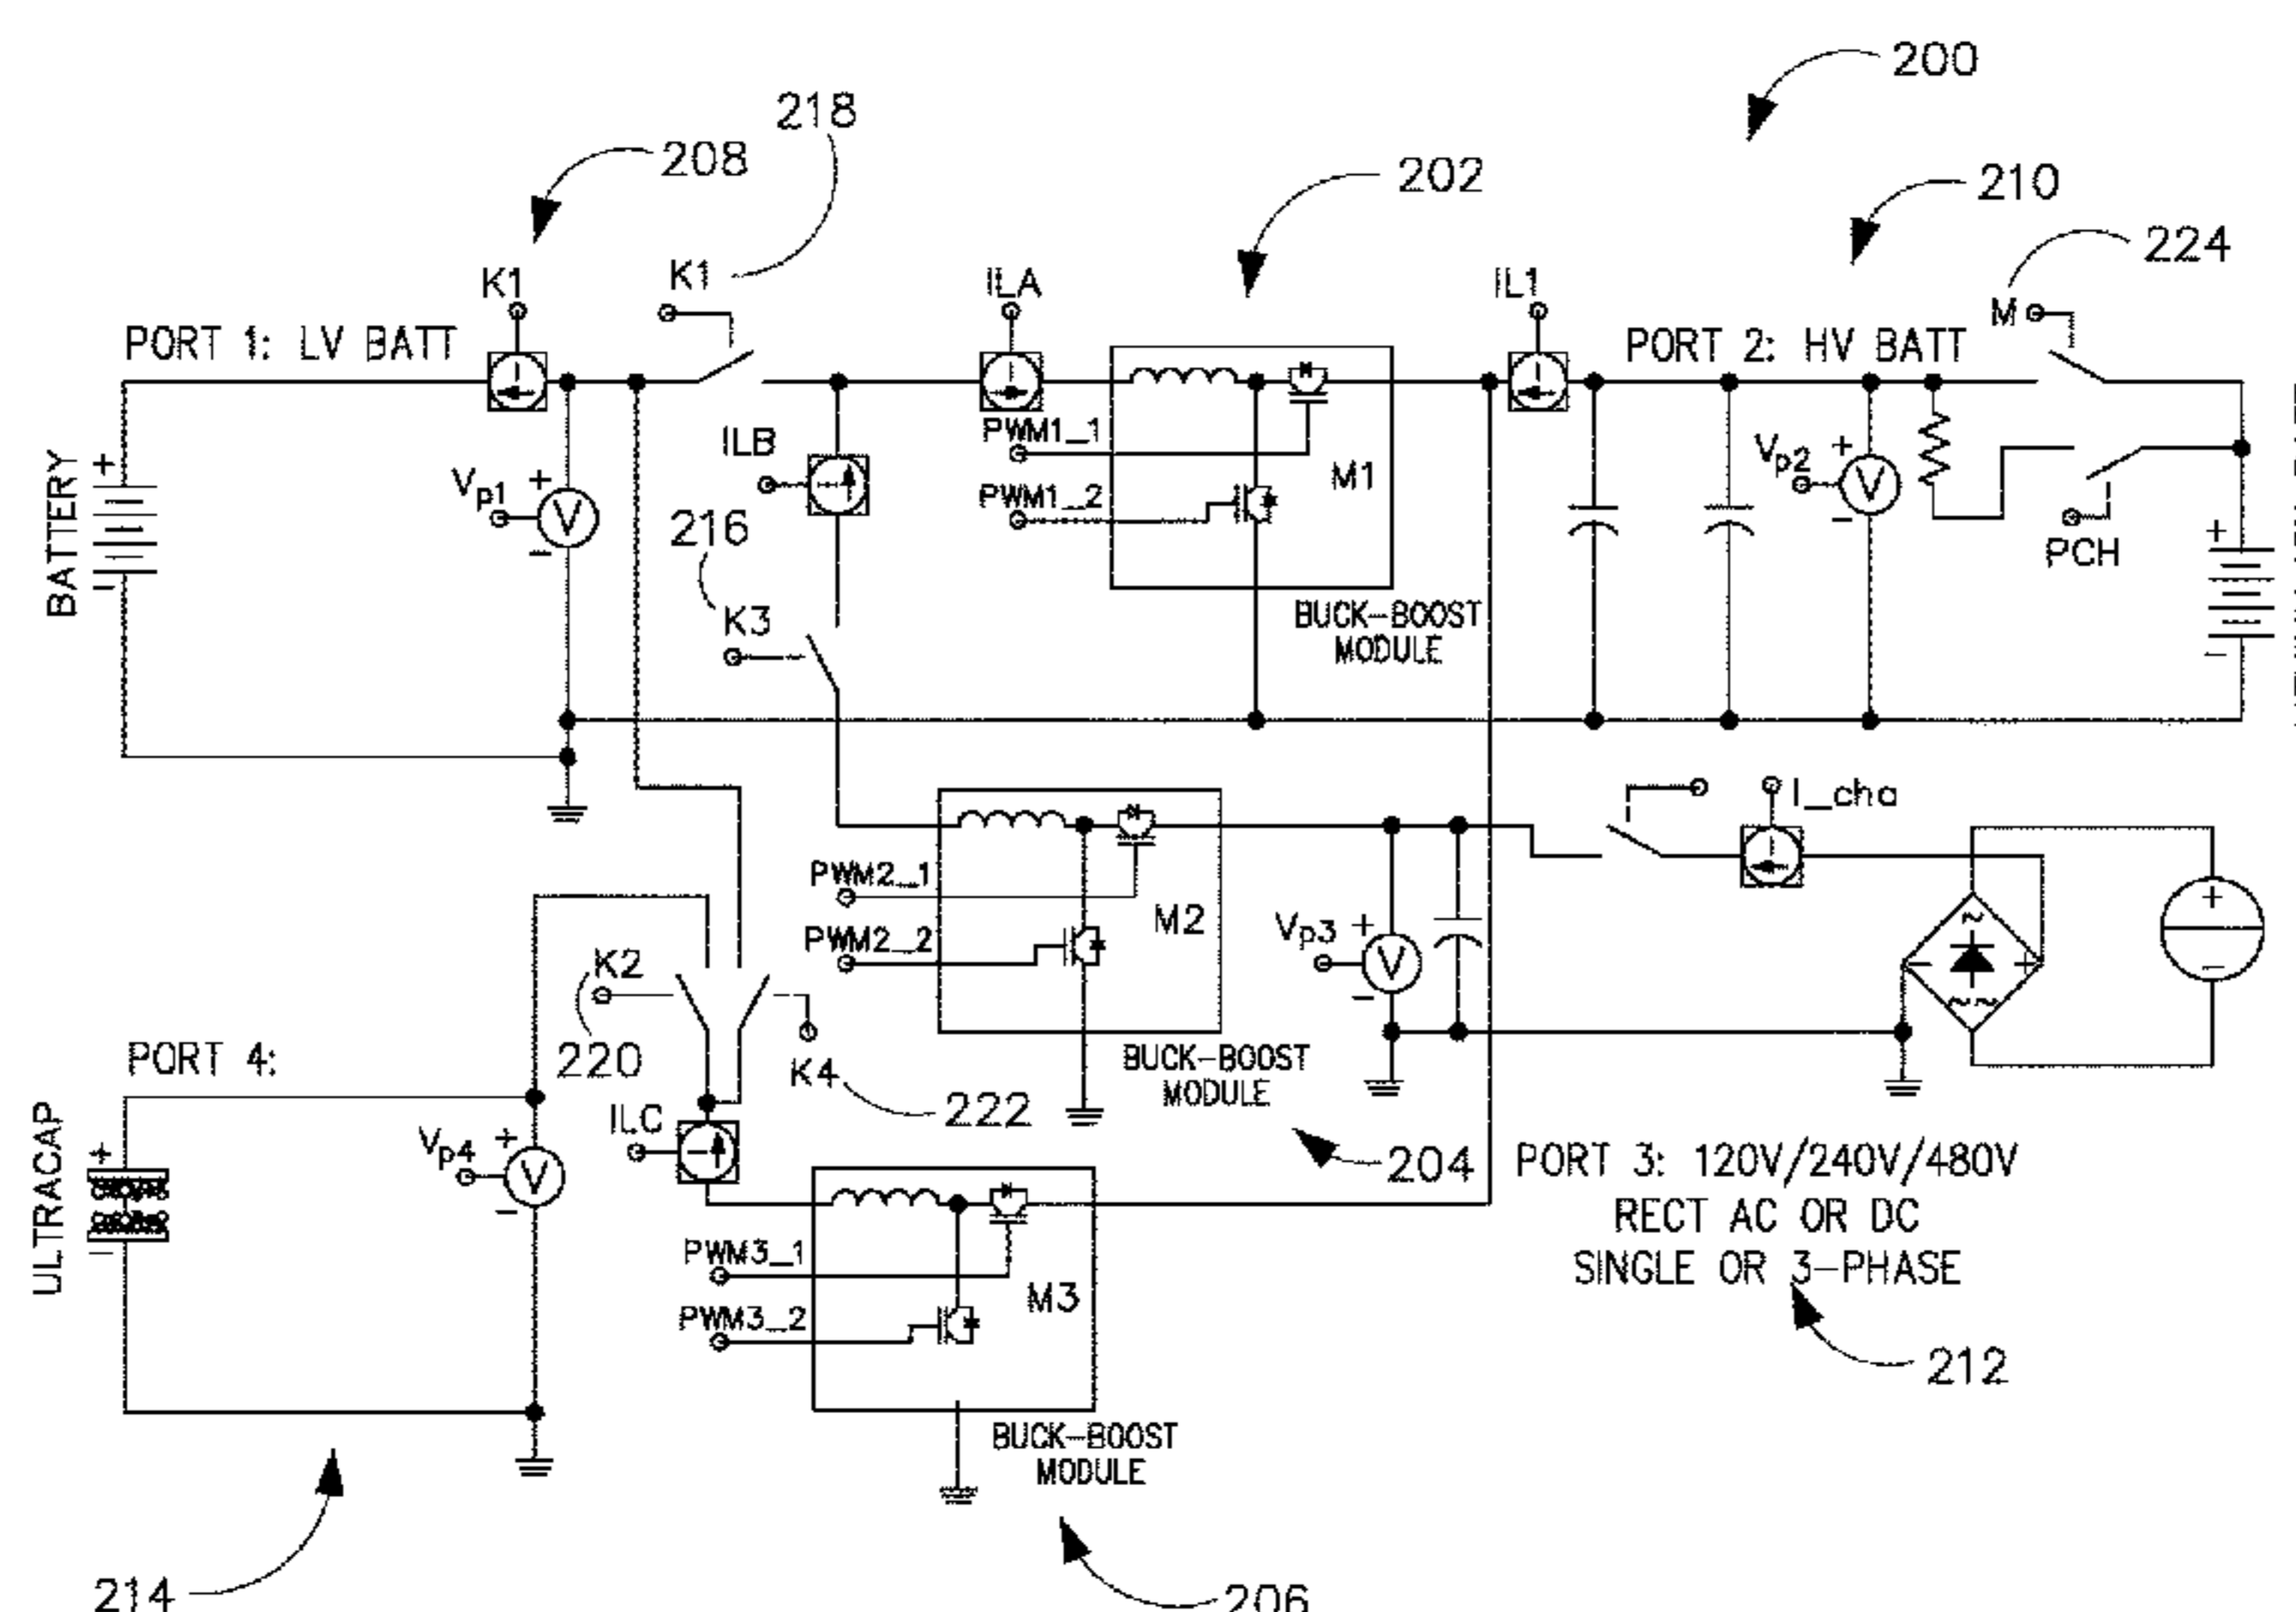 200
218
208
202
210
224
K1
K1
ILA
IL1
M
PORT 1: LV BATT
PORT 2: HV BATT
ILB
PWM1_1
M1
Vp2
+
-
BATTERY
+
-
Vp1
+
-
PWM1_2
216
PCH
+
-
K3
BUCK-BOOST
MODULE
I_cha
PWM2_1
M2
PWM2_2
Vp3
+
-
K2
220
K4
222
PORT 4:
BUCK-BOOST
MODULE
ILC
ULTRACAP
+
-
Vp4
+
-
204
PORT 3: 120V/240V/480V
RECT AC OR DC
SINGLE OR 3-PHASE
212
PWM3_1
M3
PWM3_2
BUCK-BOOST
MODULE
214
206